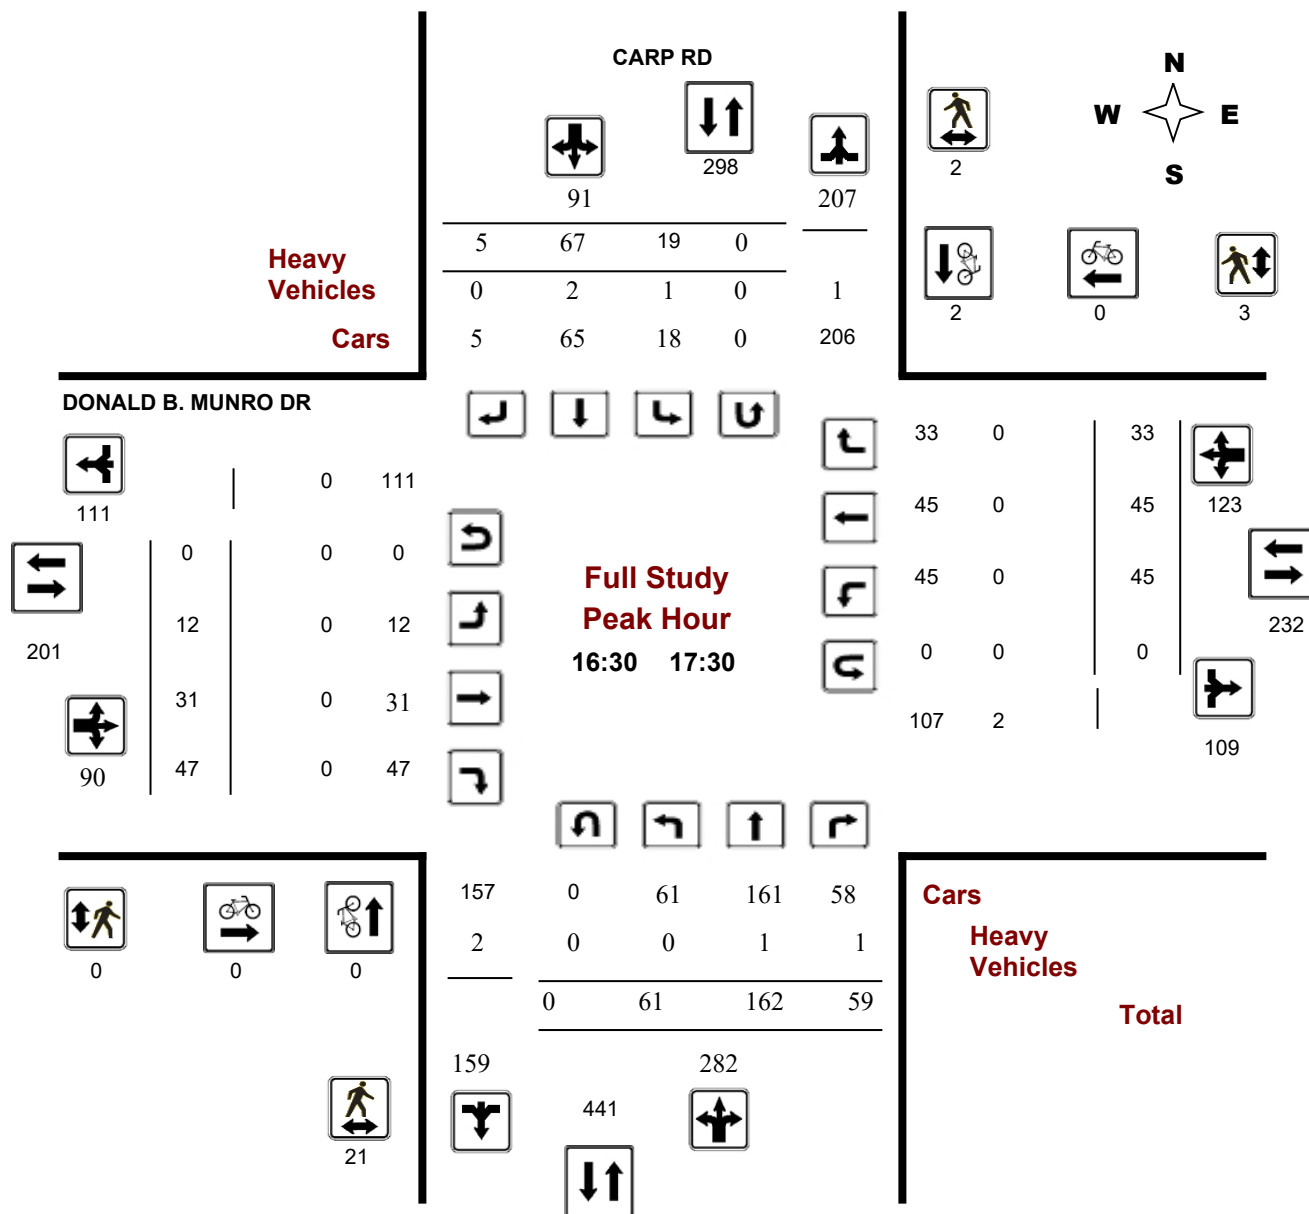 CARP RD
N
W E
S
298
2
91 207
5 67 19 0
Heavy
Vehicles
0 2 1 0 1
2 0 3
Cars
5 65 18 0 206
DONALD B. MUNRO DR
33 0 33
0 111
111
45 0 45 123
0 0 0
Full Study
45 0 45
Peak Hour
12 0 12
232
201
16:30 17:30
0 0 0
31 0 31
107 2
109
90
47 0 47
157 0 61 161 58
Cars
2 0 0 1 1
Heavy
Vehicles
0 0 0
0 61 162 59
Total
159 282
441
21